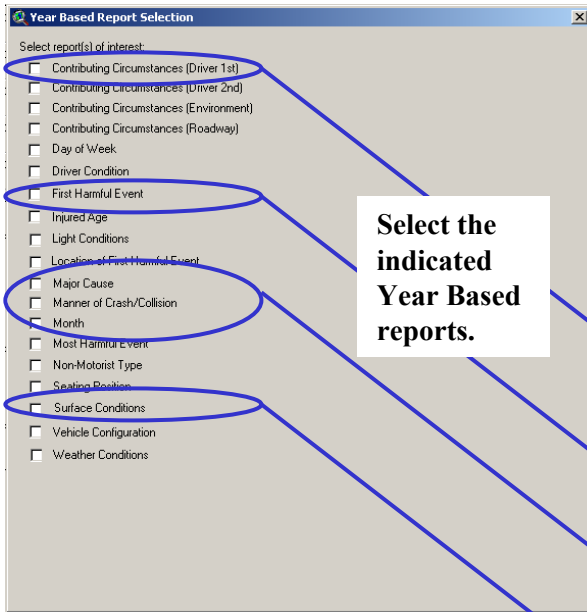 Year Based Report Selection
Select report(s) of interest:
Contributing Circumstances (Driver 1st)
Contributing Circumstances (Driver 2nd)
Contributing Circumstances (Environment)
Contributing Circumstances (Roadway)
Day of Week
Driver Condition
First Harmful Event
Injured Age
Light Conditions
Location of First Harmful Event
Major Cause
Manner of Crash/Collision
Month
Most Harmful Event
Non-Motorist Type
Seating Position
Surface Conditions
Vehicle Configuration
Weather Conditions
Select the
indicated
Year Based
reports.